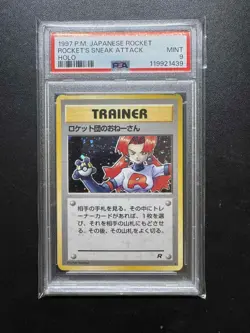 1997 P.M. JAPANESE ROCKET
ROCKET'S SNEAK ATTACK
HOLO
MINT
9
PSA
119921439
TRAINER
ロケット団のおねーさん
R
相手の手札を見る。その中にト
レーナーカードがあれば、1枚を選
び、それを相手の山札にもどさせ
る。その後、その山札をよく切る。
R